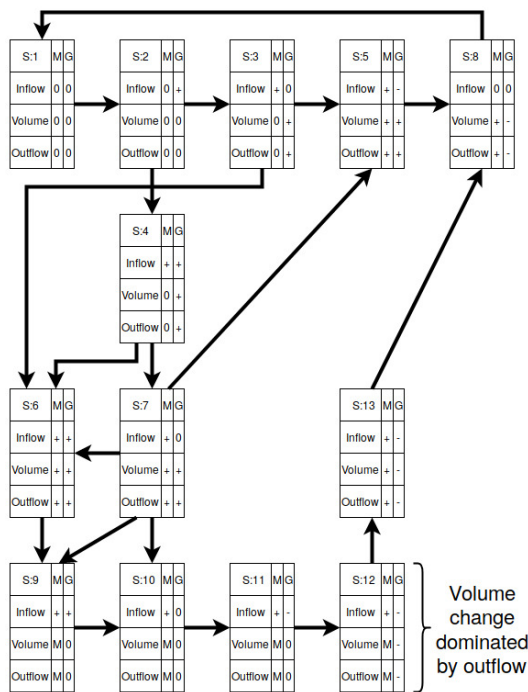 S:1 M G
Inflow 0 0
Volume 0 0
Outflow 0 0
S:2 M G
Inflow 0 +
Volume 0 0
Outflow 0 0
S:3 M G
Inflow + 0
Volume 0 +
Outflow 0 +
S:5 M G
Inflow + -
Volume + +
Outflow + +
S:8 M G
Inflow 0 0
Volume + -
Outflow + -
S:4 M G
Inflow + +
Volume 0 +
Outflow 0 +
S:6 M G
Inflow + +
Volume + +
Outflow + +
S:7 M G
Inflow + 0
Volume + +
Outflow + +
S:13 M G
Inflow + -
Volume + -
Outflow + -
S:9 M G
Inflow + +
Volume M 0
Outflow M 0
S:10 M G
Inflow + 0
Volume M 0
Outflow M 0
S:11 M G
Inflow + -
Volume M 0
Outflow M 0
S:12 M G
Inflow + -
Volume M -
Outflow M -
Volume
change
dominated
by outflow